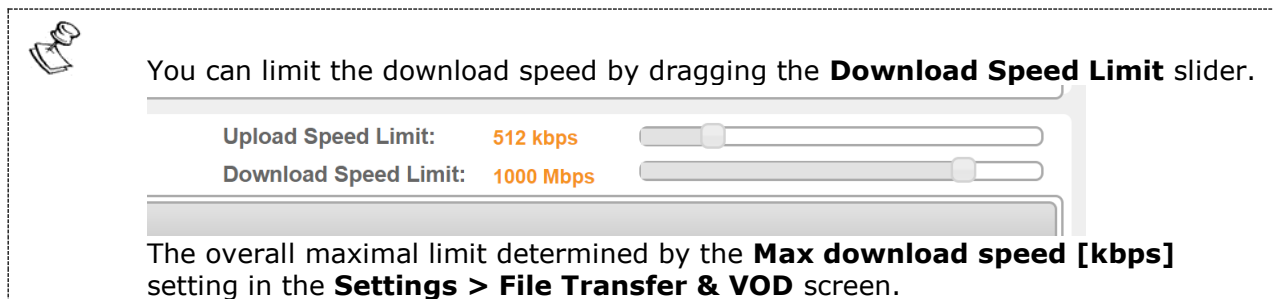 You can limit the download speed by dragging the Download Speed Limit slider.
Upload Speed Limit: 512 kbps
Download Speed Limit: 1000 Mbps
The overall maximal limit determined by the Max download speed [kbps]
setting in the Settings > File Transfer & VOD screen.